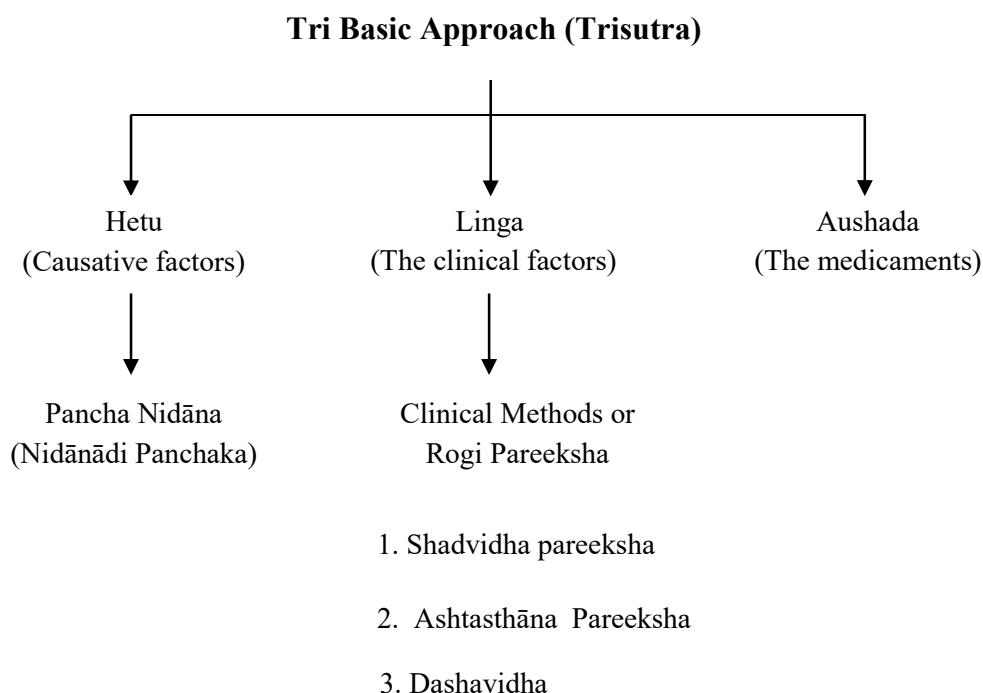 Tri Basic Approach (Trisutra)
Hetu
(Causative factors)
Linga
(The clinical factors)
Aushada
(The medicaments)
Pancha Nidāna
(Nidānādi Panchaka)
Clinical Methods or
Rogi Pareeksha
1. Shadvidha pareeksha
2. Ashtasthāna Pareeksha
3. Dashavidha